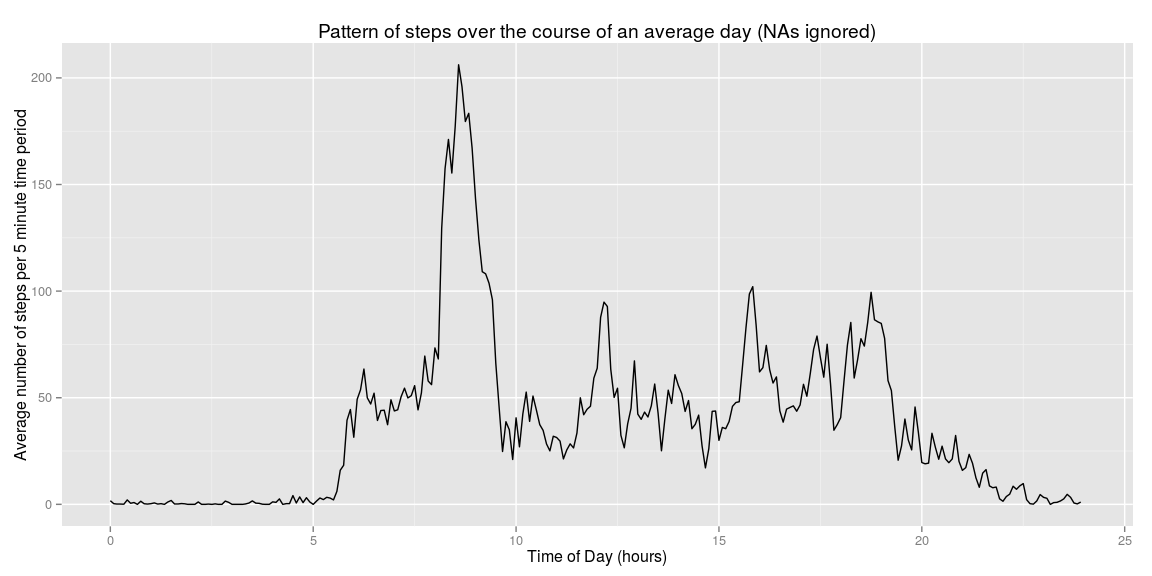 Pattern of steps over the course of an average day (NAs ignored)
Average number of steps per 5 minute time period
200
150
100
50
0
0 5 10 15 20 25
Time of Day (hours)